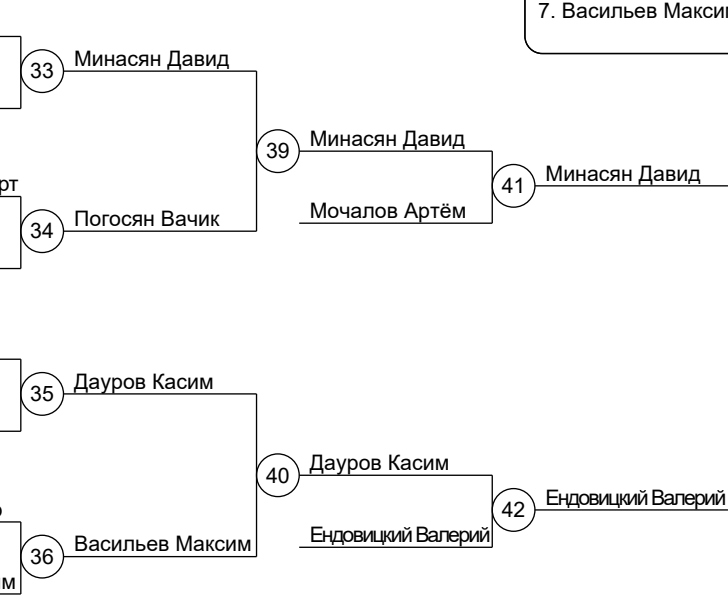 7. Васильев Максим
33 Минасян Давид
39 Минасян Давид
41 Минасян Давид
34 Погосян Вачик
Мочалов Артём
35 Дауров Касим
40 Дауров Касим
42 Ендовицкий Валерий
Ендовицкий Валерий
36 Васильев Максим